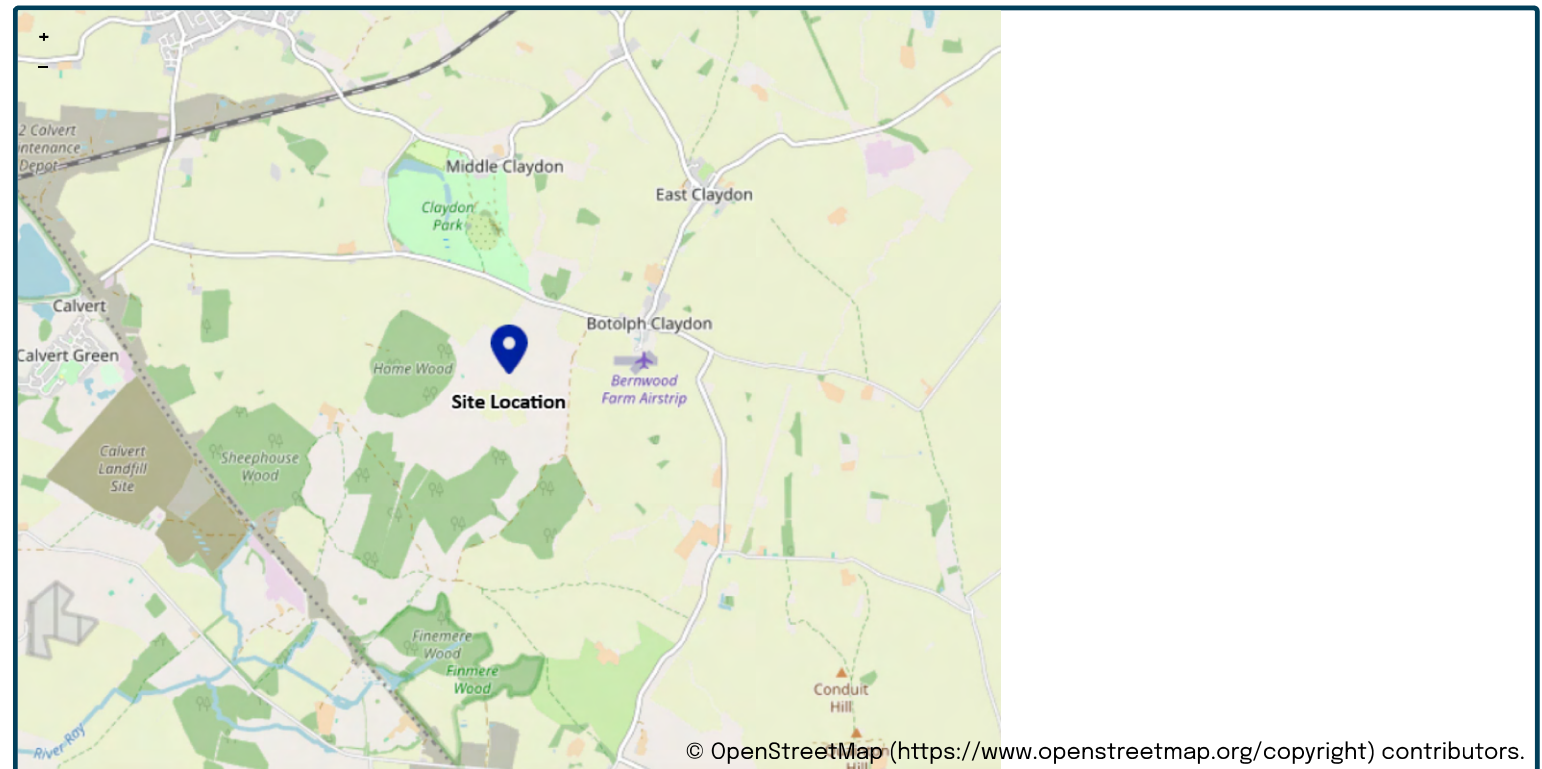 +
–
2 Calvert
ntenance
Depot
Middle Claydon
East Claydon
Claydon
Park
Calvert
Botolph Claydon
Calvert Green
Home Wood
Bernwood
Farm Airstrip
Site Location
Calvert
Landfill
Site
Sheephouse
Wood
Finemere
Wood
Finmere
Wood
Conduit
Hill
River Ray
© OpenStreetMap (https://www.openstreetmap.org/copyright) contributors.
Hill